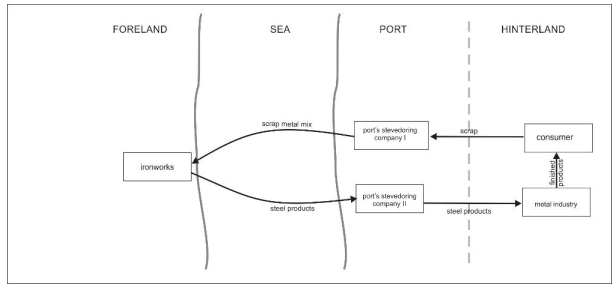 FORELAND
SEA
PORT
HINTERLAND
scrap metal mix
port's stevedoring
company I
scrap
consumer
ironworks
finished
products
steel products
port's stevedoring
company II
steel products
metal industry